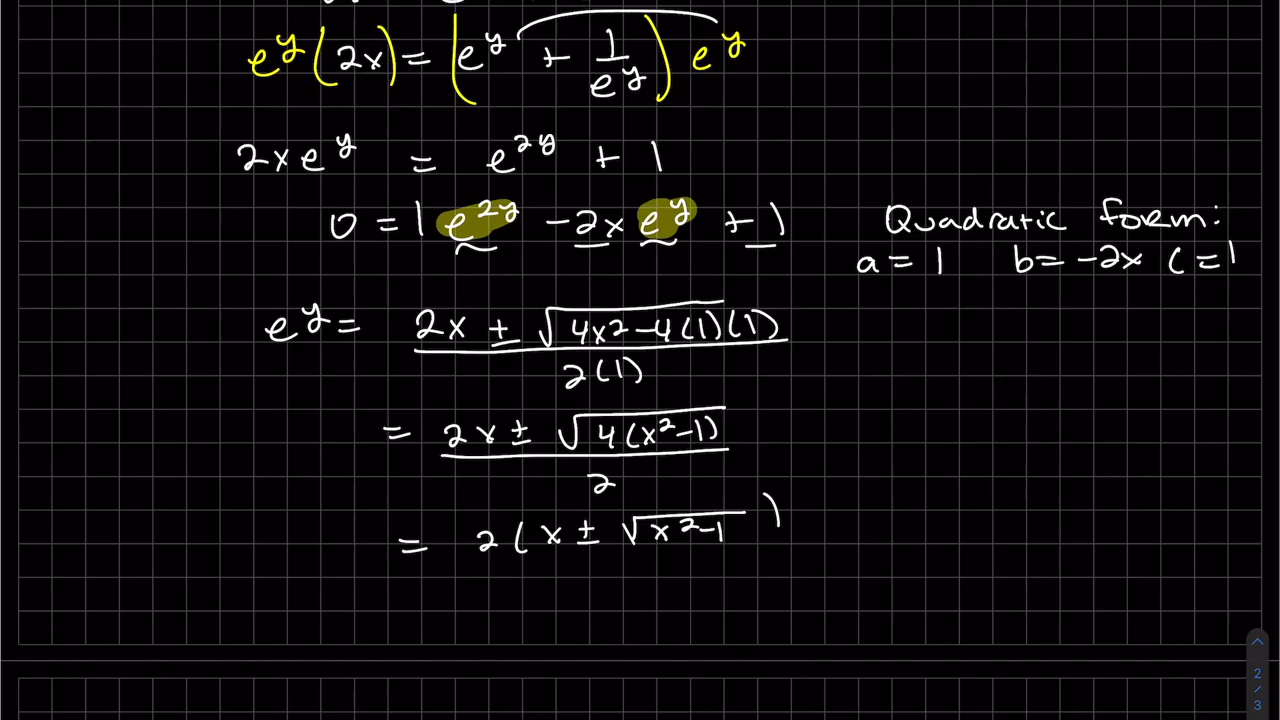 e^y (2x) = (e^y + 1/e^y) e^y
2xe^y = e^{2y} + 1
0 = 1 e^{2y} - 2x e^y + 1
Quadratic form:
a = 1 b = -2x c = 1
e^y = (2x ± √(4x² - 4(1)(1))) / 2(1)
= (2x ± √(4(x² - 1))) / 2
= 2(x ± √(x² - 1))
2
/
3